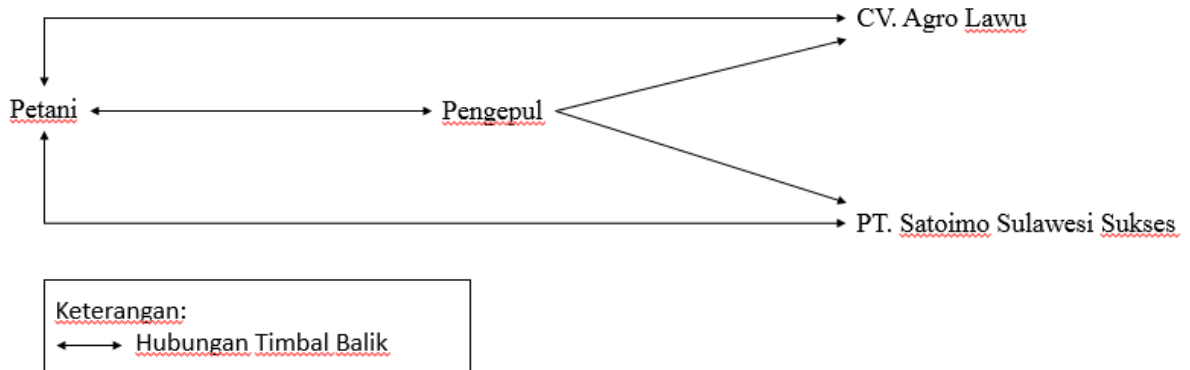 CV. Agro Lawu
Petani
Pengepul
PT. Satoimo Sulawesi Sukses
Keterangan:
Hubungan Timbal Balik